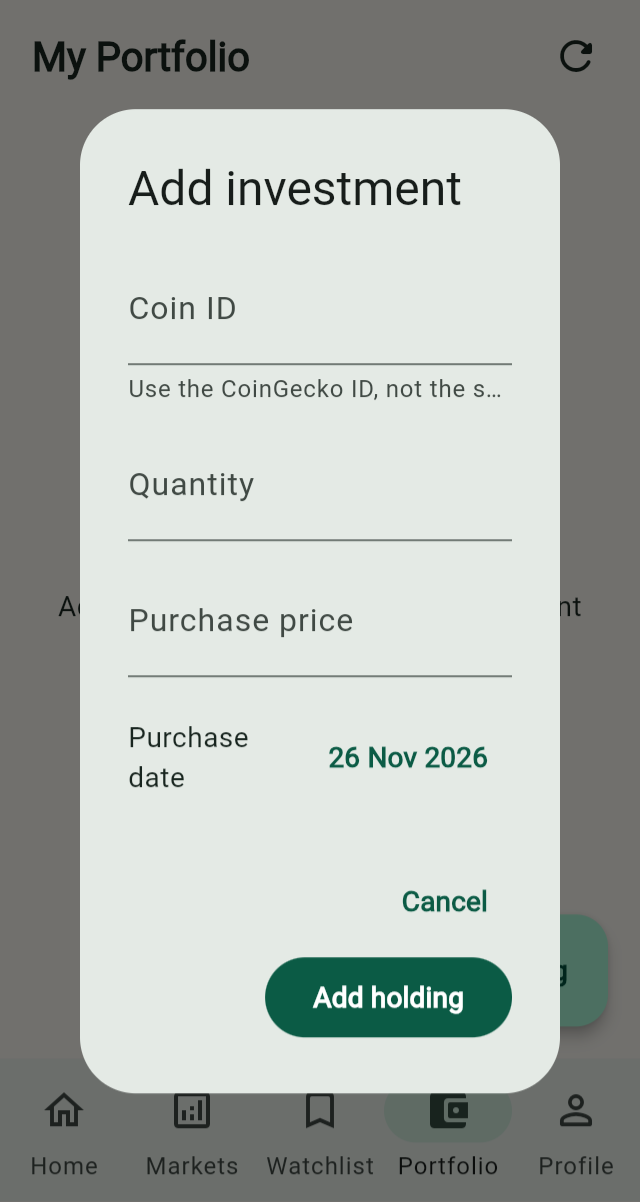 My Portfolio
Add investment
Coin ID
Use the CoinGecko ID, not the s…
Quantity
Purchase price
Purchase
date
26 Nov 2026
Cancel
Add holding
Home
Markets
Watchlist
Portfolio
Profile